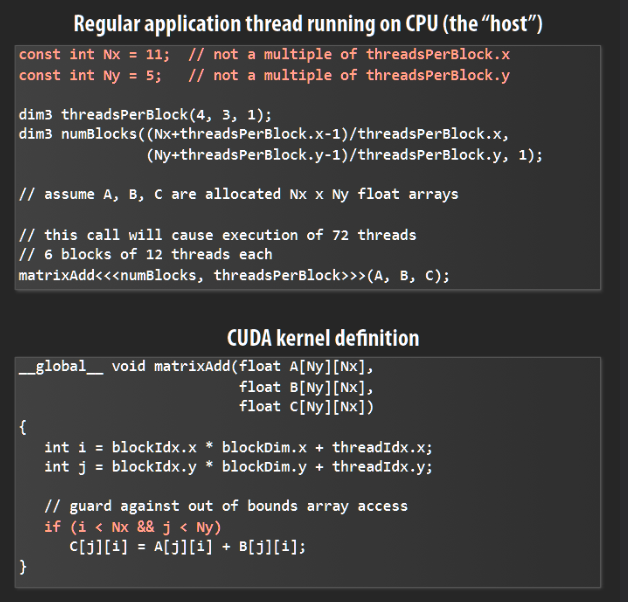 Regular application thread running on CPU (the “host”)
const int Nx = 11;  // not a multiple of threadsPerBlock.x
const int Ny = 5;   // not a multiple of threadsPerBlock.y
dim3 threadsPerBlock(4, 3, 1);
dim3 numBlocks((Nx+threadsPerBlock.x-1)/threadsPerBlock.x,
               (Ny+threadsPerBlock.y-1)/threadsPerBlock.y, 1);
// assume A, B, C are allocated Nx x Ny float arrays
// this call will cause execution of 72 threads
// 6 blocks of 12 threads each
matrixAdd<<<numBlocks, threadsPerBlock>>>(A, B, C);
CUDA kernel definition
__global__ void matrixAdd(float A[Ny][Nx],
                          float B[Ny][Nx],
                          float C[Ny][Nx])
{
   int i = blockIdx.x * blockDim.x + threadIdx.x;
   int j = blockIdx.y * blockDim.y + threadIdx.y;
   // guard against out of bounds array access
   if (i < Nx && j < Ny)
      C[j][i] = A[j][i] + B[j][i];
}